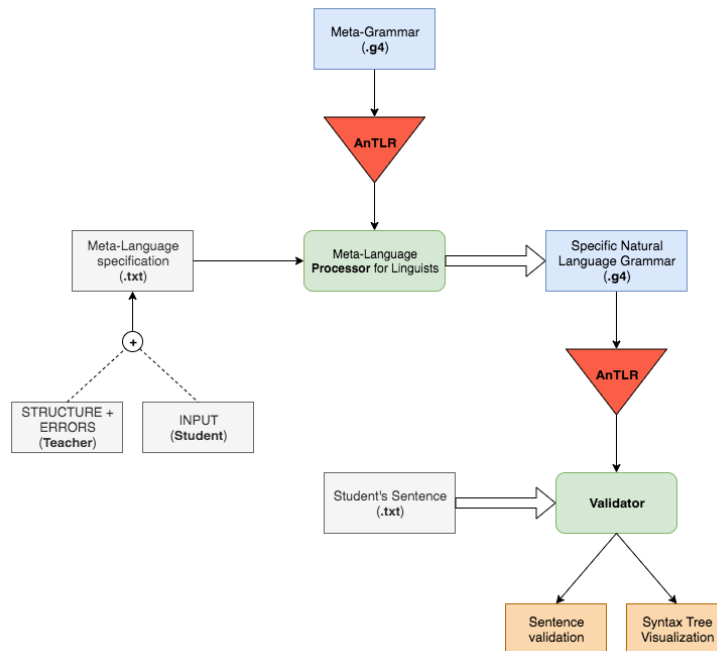 Meta-Grammar
(.g4)
AnTLR
Meta-Language
specification
(.txt)
Meta-Language
Processor for Linguists
Specific Natural
Language Grammar
(.g4)
+
AnTLR
STRUCTURE +
ERRORS
(Teacher)
INPUT
(Student)
Student's Sentence
(.txt)
Validator
Sentence
validation
Syntax Tree
Visualization